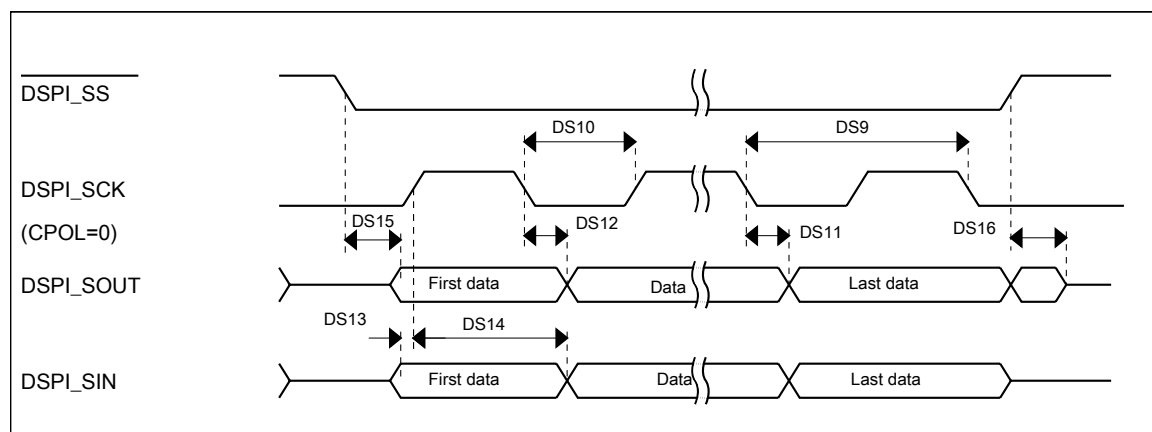 DSPI_SS
DS10
DS9
DSPI_SCK
(CPOL=0)
DS15
DS12
DS11
DS16
DSPI_SOUT
First data
Data
Last data
DS13
DS14
DSPI_SIN
First data
Data
Last data